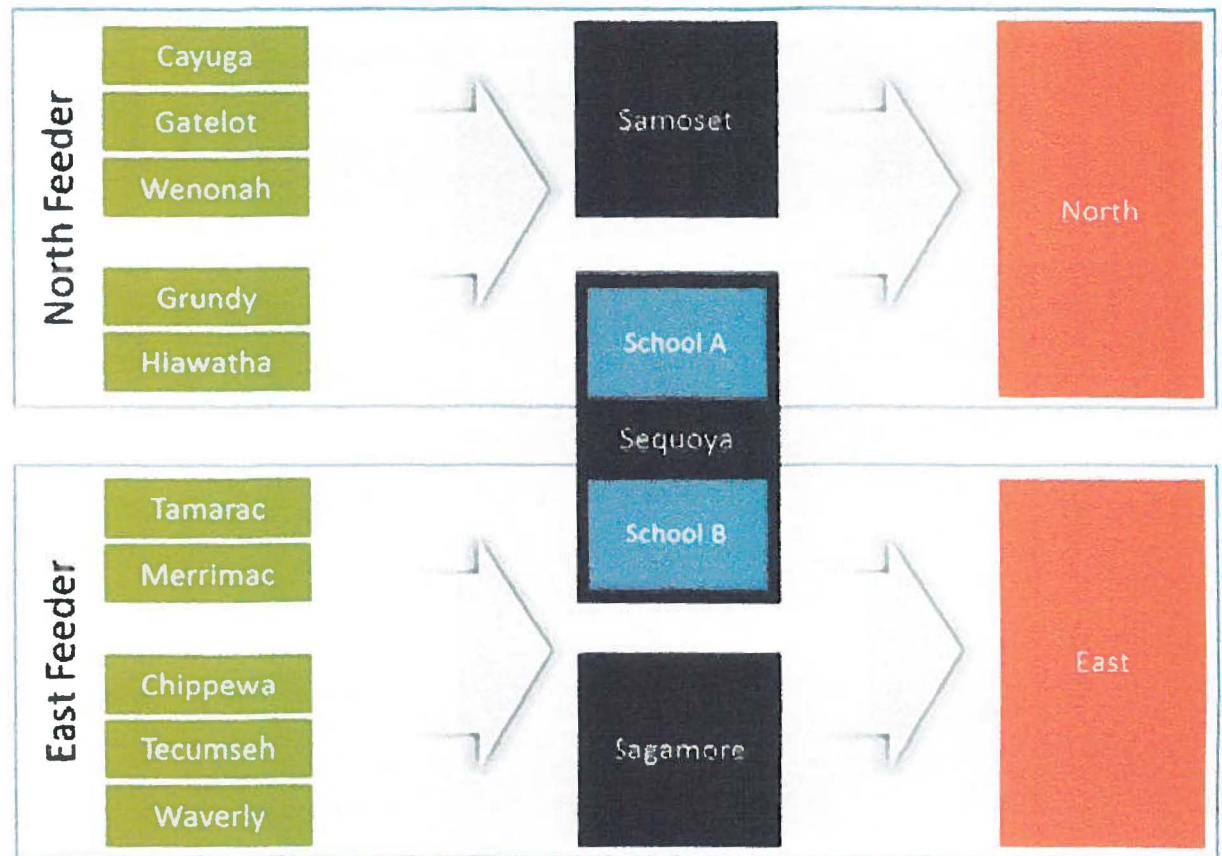 North Feeder
Cayuga
Gatelot
Wenonah
Grundy
Hiawatha
Samoset
School A
Sequoya
School B
North
East Feeder
Tamarac
Merrimac
Chippewa
Tecumseh
Waverly
Sagamore
East